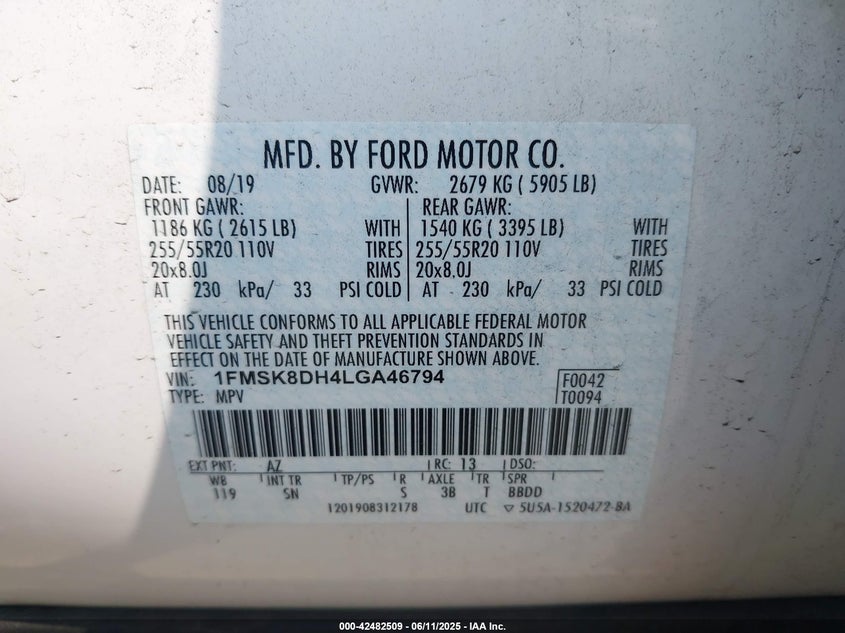 MFD. BY FORD MOTOR CO.
DATE: 08/19 GVWR: 2679 KG ( 5905 LB)
FRONT GAWR: REAR GAWR:
1186 KG ( 2615 LB) WITH 1540 KG ( 3395 LB) WITH
255/55R20 110V TIRES 255/55R20 110V TIRES
20x8.0J RIMS 20x8.0J RIMS
AT 230 kPa/ 33 PSI COLD AT 230 kPa/ 33 PSI COLD
THIS VEHICLE CONFORMS TO ALL APPLICABLE FEDERAL MOTOR
VEHICLE SAFETY AND THEFT PREVENTION STANDARDS IN
EFFECT ON THE DATE OF MANUFACTURE SHOWN ABOVE.
VIN: 1FMSK8DH4LGA46794 F0042
TYPE: MPV T0094
EXT PNT: AZ RC: 13 DSO:
WB INT TR TP/PS R AXLE TR SPR
119 SN S 3B T BBDD
1201908312178 UTC ▽ 5U5A-1520472-BA
000-42482509 - 06/11/2025 - IAA Inc.